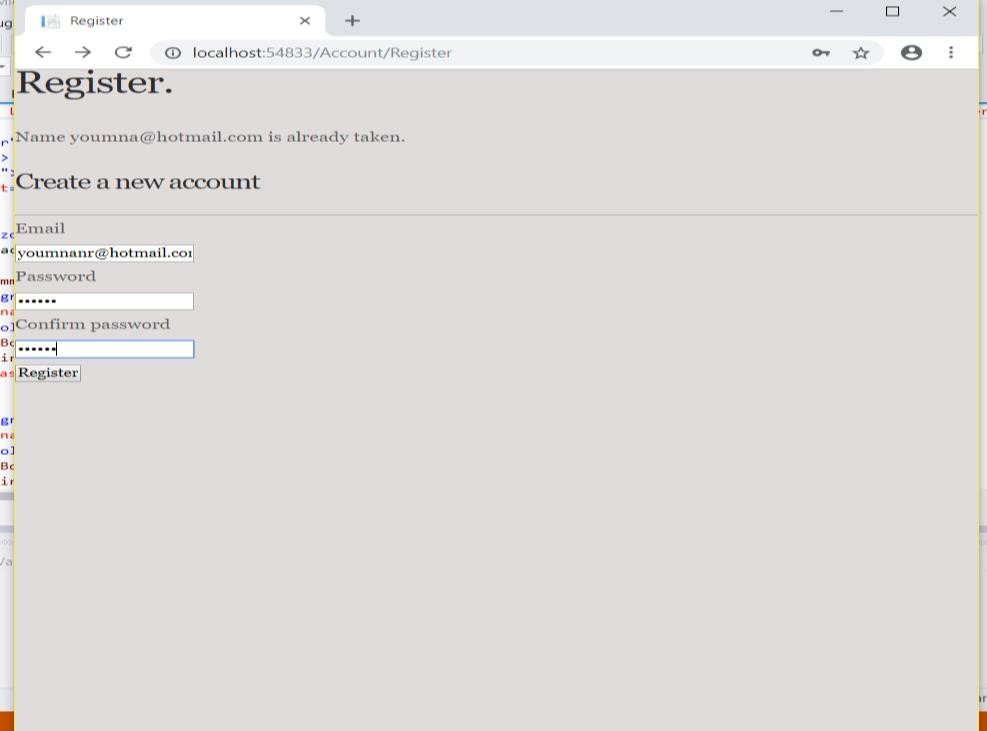 Register
localhost:54833/Account/Register
Register.
Name youmna@hotmail.com is already taken.
Create a new account
Email
youmnanr@hotmail.co
Password
••••••
Confirm password
••••••
Register